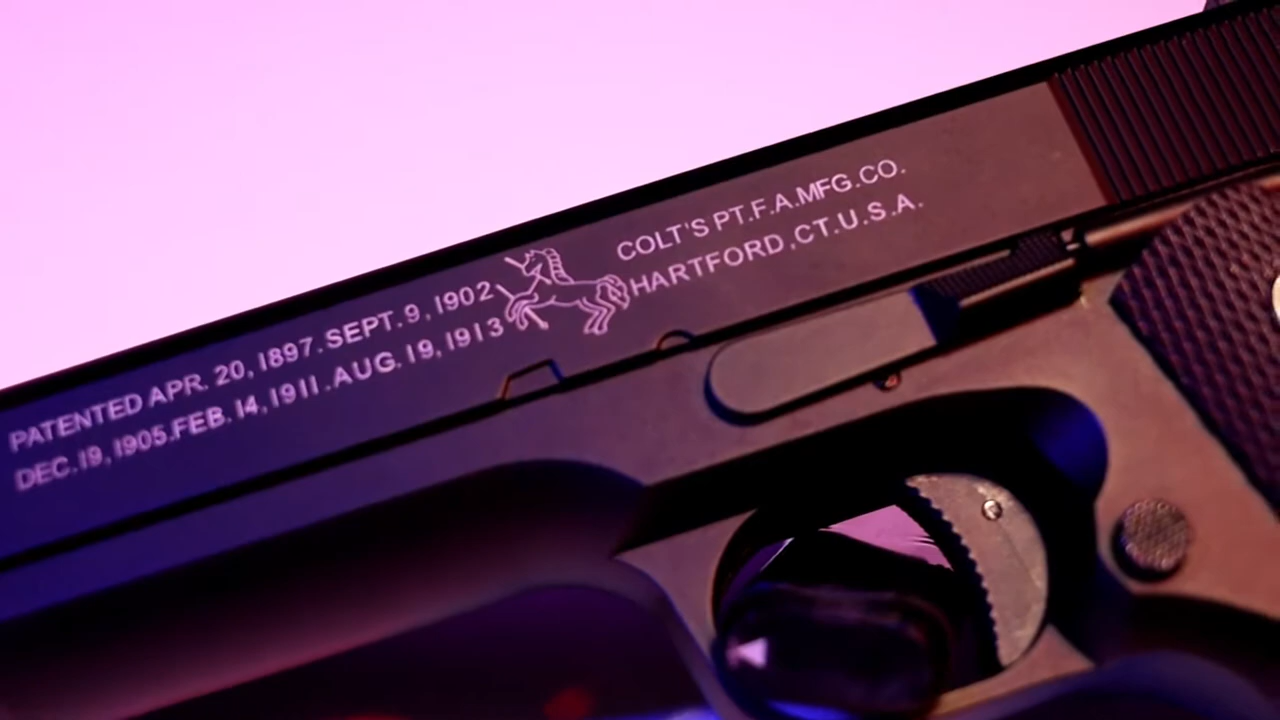 PATENTED APR. 20, 1897. SEPT. 9, 1902
DEC. 19, 1905. FEB. 14, 1911. AUG. 19, 1913
COLT'S PT. F.A. MFG. CO.
HARTFORD, CT. U.S.A.